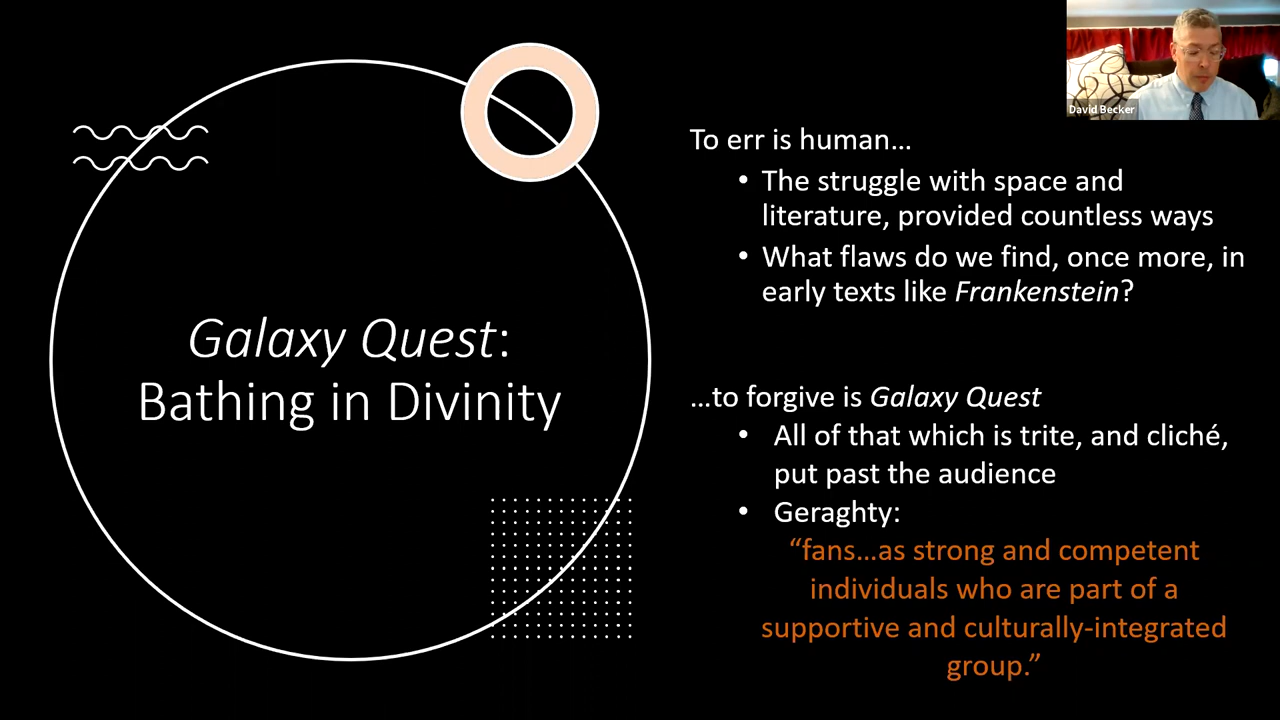 David Becker
To err is human…
• The struggle with space and
literature, provided countless ways
• What flaws do we find, once more, in
early texts like Frankenstein?
Galaxy Quest:
Bathing in Divinity
…to forgive is Galaxy Quest
• All of that which is trite, and cliché,
put past the audience
• Geraghty:
“fans…as strong and competent
individuals who are part of a
supportive and culturally-integrated
group.”